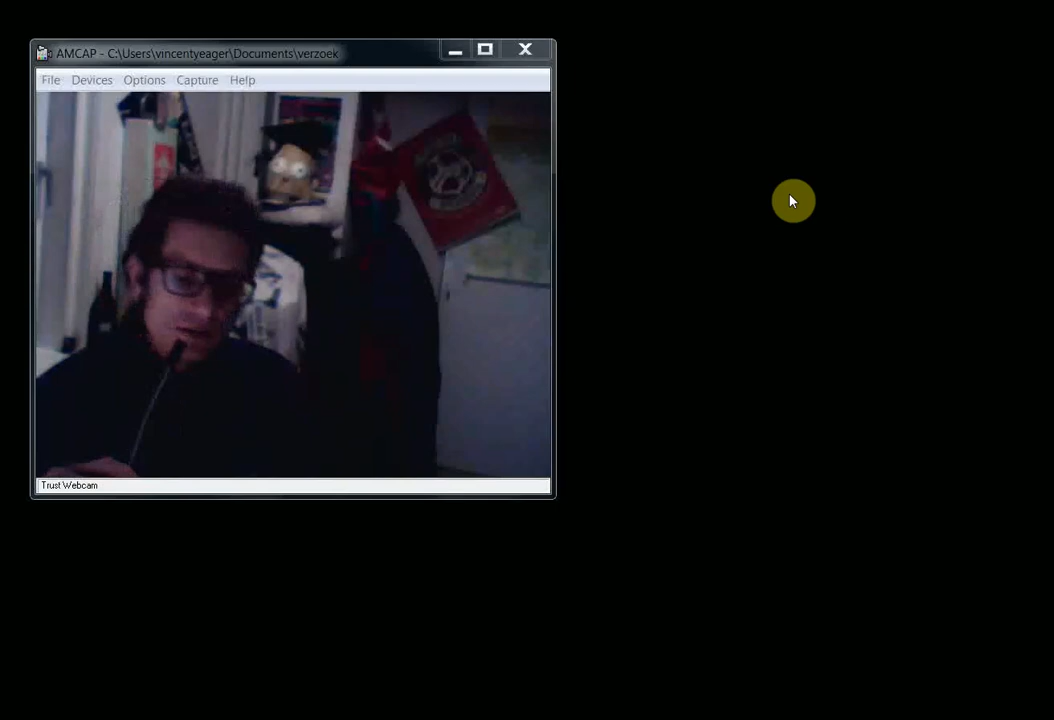 AMCAP - C:\Users\vincentyeager\Documents\verzoek
File Devices Options Capture Help
Trust Webcam